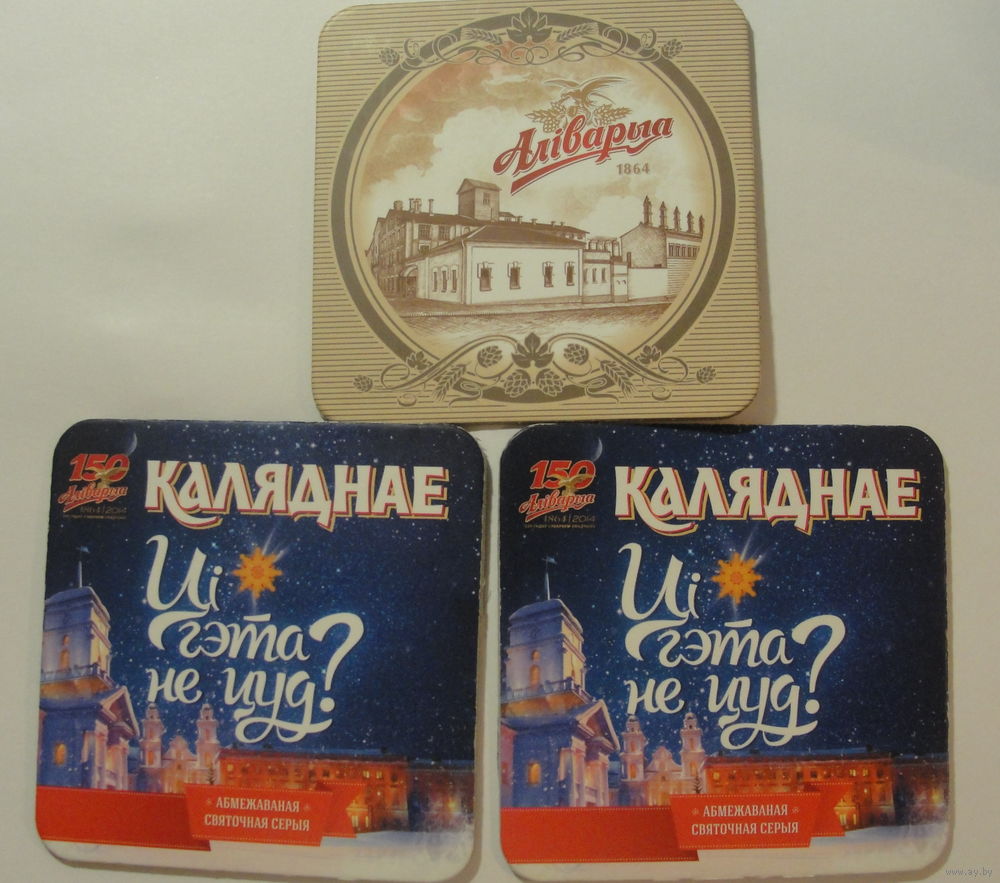 Аліварыя
1864
150
Аліварыя
1864|2014
КАЛЯДНАЕ
Ці
гэта
не цуд?
АБМЕЖАВАНАЯ
СВЯТОЧНАЯ СЕРЫЯ
150
Аліварыя
1864|2014
КАЛЯДНАЕ
Ці
гэта
не цуд?
АБМЕЖАВАНАЯ
СВЯТОЧНАЯ СЕРЫЯ
www.ay.by